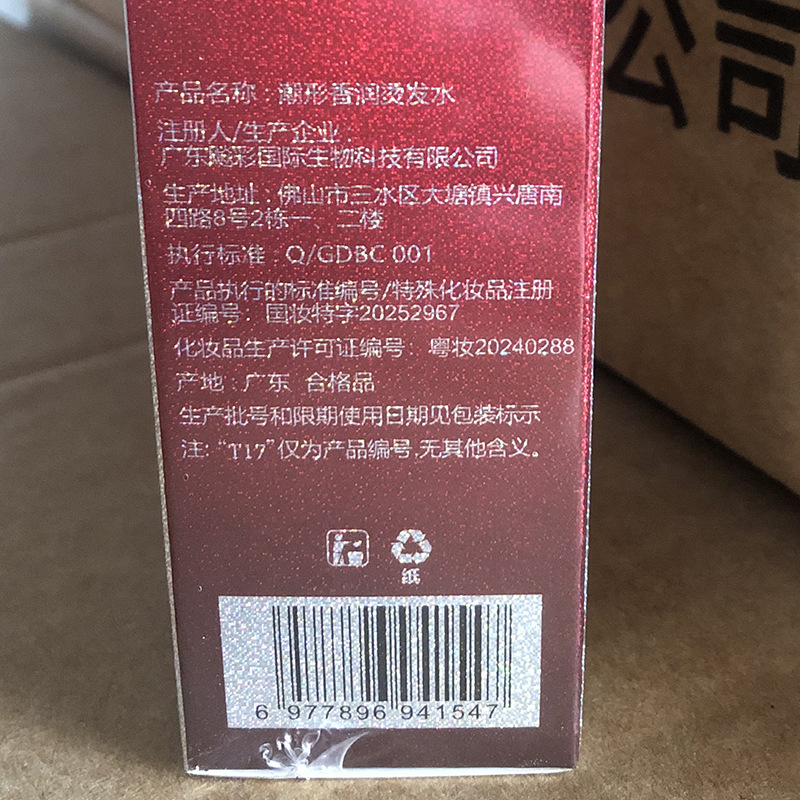 公司
产品名称：潮形香润烫发水
注册人/生产企业：
广东飚彩国际生物科技有限公司
生产地址：佛山市三水区大塘镇兴唐南
四路8号2栋一、二楼
执行标准：Q/GDBC 001
产品执行的标准编号/特殊化妆品注册
证编号：国妆特字20252967
化妆品生产许可证编号：粤妆20240288
产地：广东 合格品
生产批号和限期使用日期见包装标示
注：“T17”仅为产品编号,无其他含义。
纸
6 977896 941547